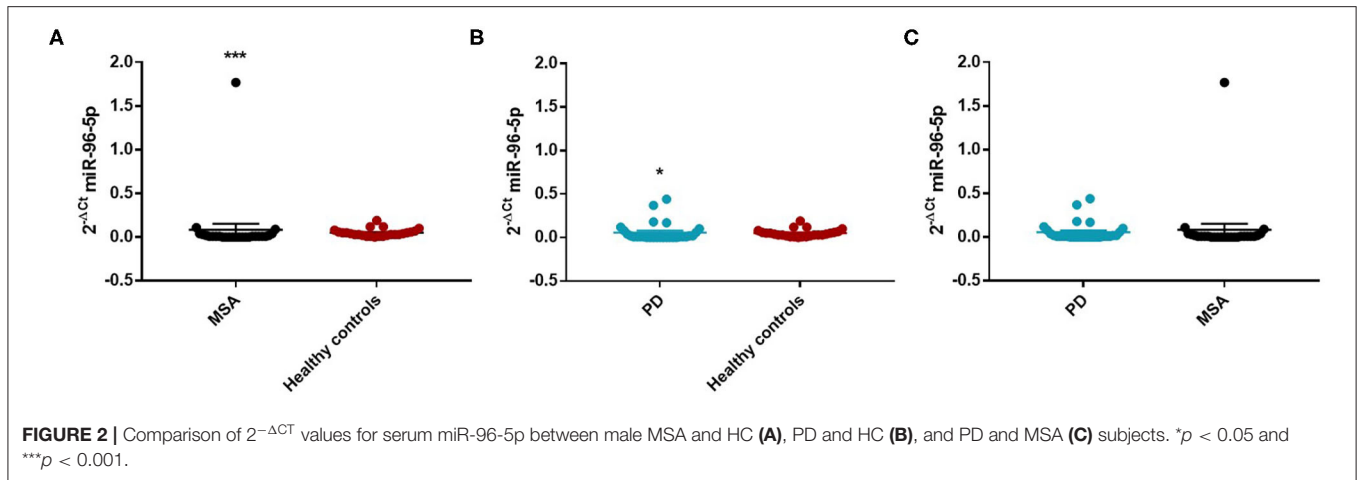 A
***
2.0
1.5
1.0
0.5
0.0
-0.5
2^-ΔCt miR-96-5p
MSA
Healthy controls
B
*
2.0
1.5
1.0
0.5
0.0
-0.5
2^-ΔCt miR-96-5p
PD
Healthy controls
C
2.0
1.5
1.0
0.5
0.0
-0.5
2^-ΔCt miR-96-5p
PD
MSA
FIGURE 2 | Comparison of 2^−ΔCT values for serum miR-96-5p between male MSA and HC (A), PD and HC (B), and PD and MSA (C) subjects. *p < 0.05 and
***p < 0.001.